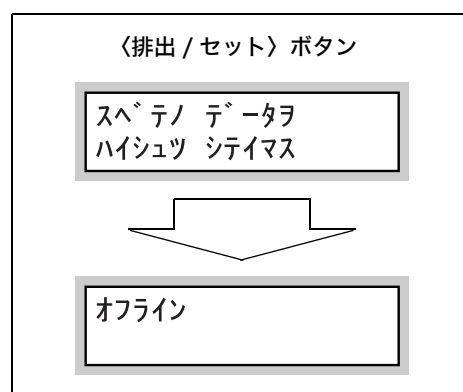 〈排出 / セット〉ボタン
スベテノ データヲ
ハイシュツ シテイマス
オフライン